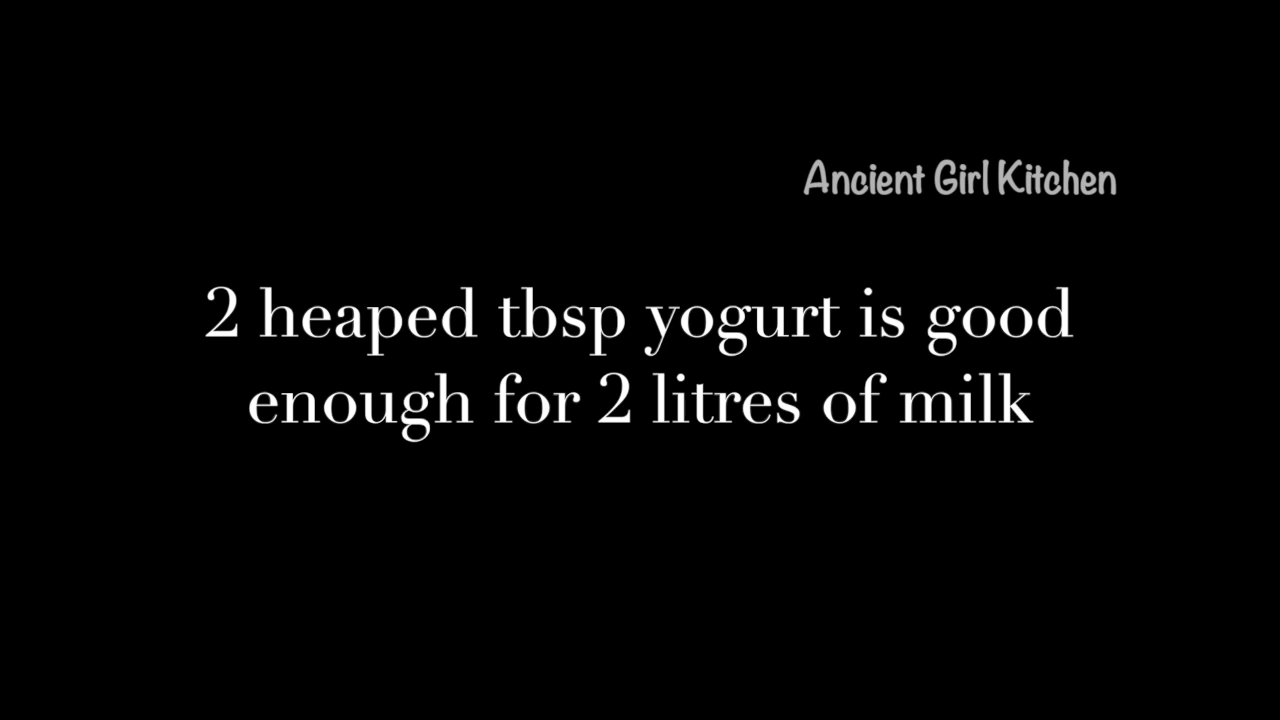 Ancient Girl Kitchen
2 heaped tbsp yogurt is good
enough for 2 litres of milk